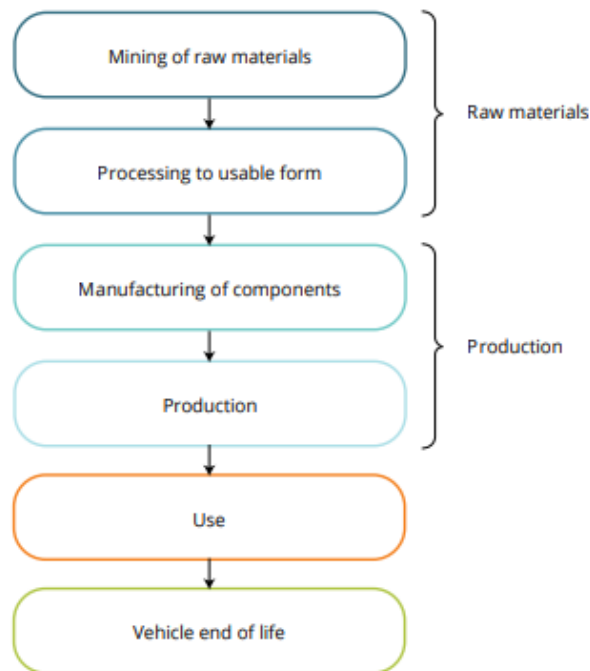 Mining of raw materials
Raw materials
Processing to usable form
Manufacturing of components
Production
Production
Use
Vehicle end of life